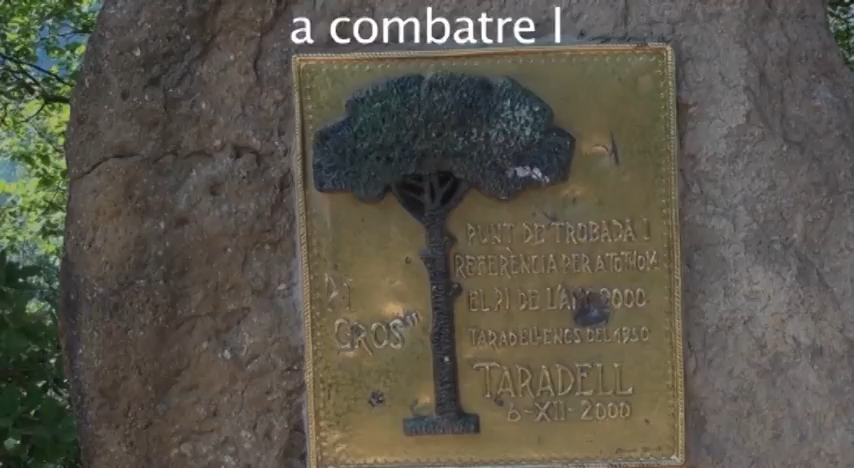 a combatre l
PI
GROS"
PUNT DE TROBADA I
REFERÈNCIA PER A TOTHOM.
EL PI DE L'ANY 2000
TARADELLENCS DEL 1950
TARADELL
6-XII-2000